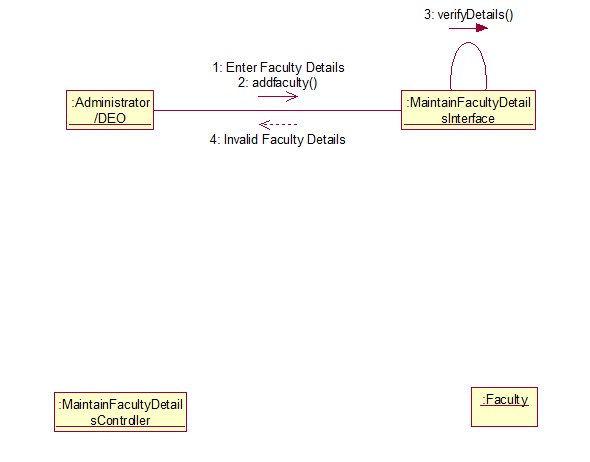 3: verifyDetails()
1: Enter Faculty Details
2: addfaculty()
:Administrator
/DEO
:MaintainFacultyDetail
sInterface
4: Invalid Faculty Details
:MaintainFacultyDetail
sController
:Faculty